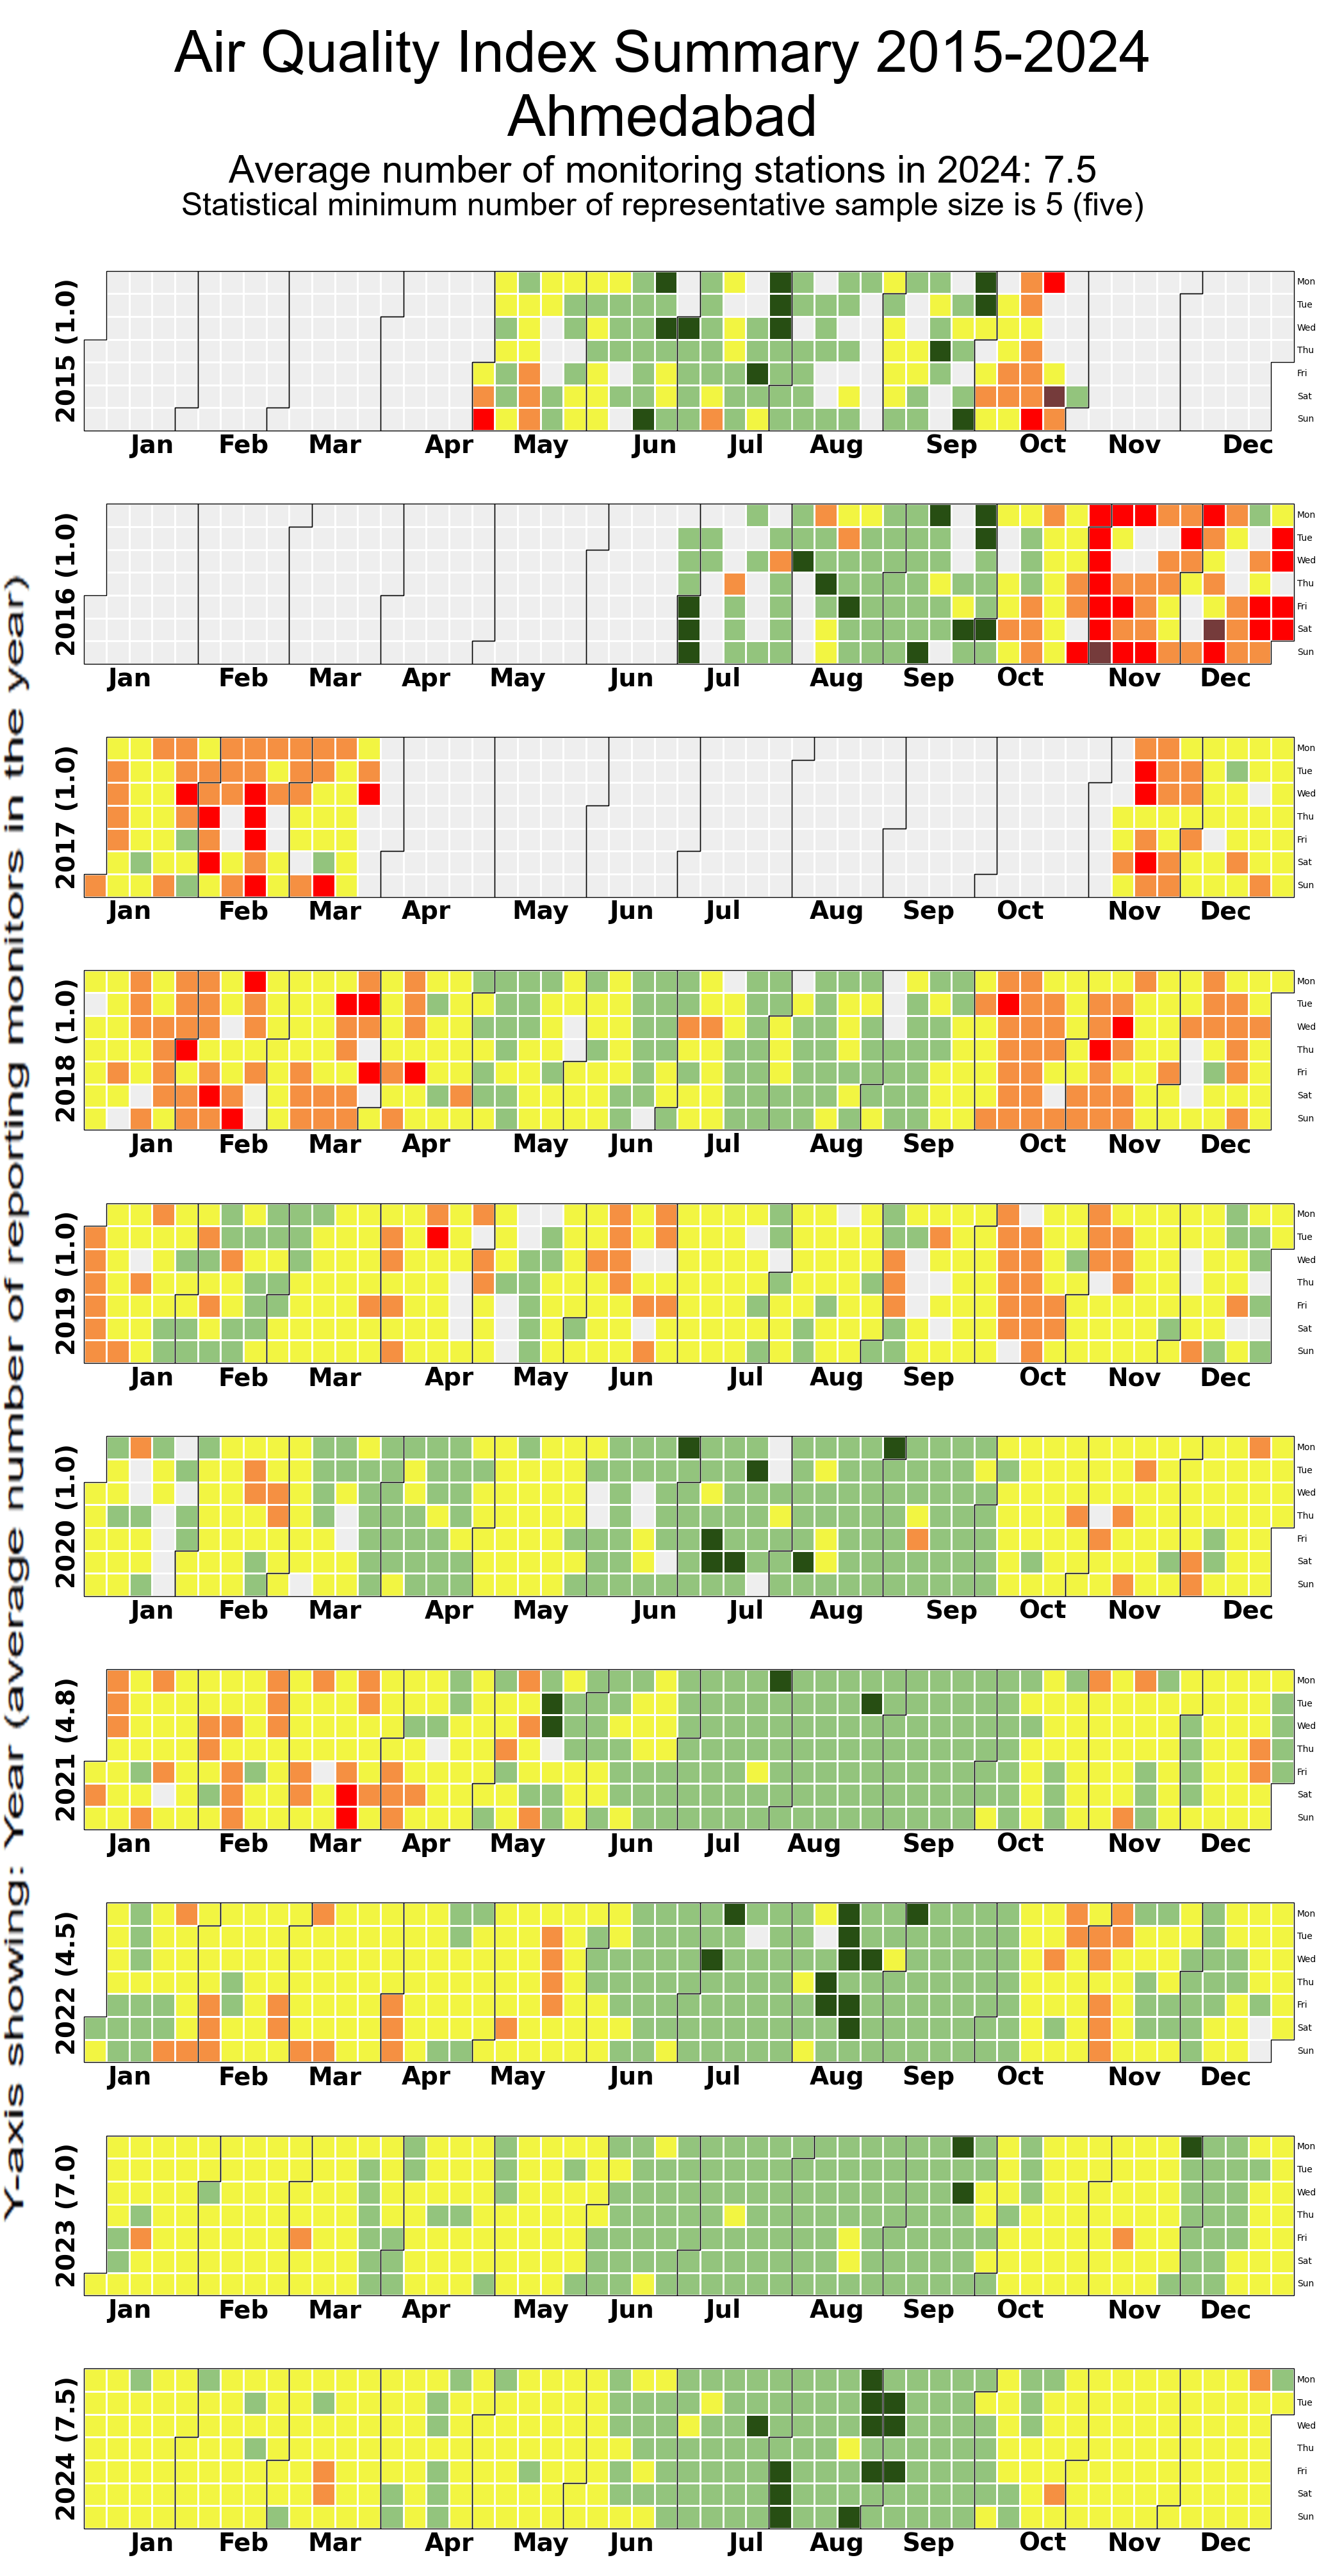 Air Quality Index Summary 2015-2024
Ahmedabad
Average number of monitoring stations in 2024: 7.5
Statistical minimum number of representative sample size is 5 (five)
Y-axis showing: Year (average number of reporting monitors in the year)
2015 (1.0)
Mon
Tue
Wed
Thu
Fri
Sat
Sun
Jan Feb Mar Apr May Jun Jul Aug Sep Oct Nov Dec
2016 (1.0)
Mon
Tue
Wed
Thu
Fri
Sat
Sun
Jan Feb Mar Apr May Jun Jul Aug Sep Oct Nov Dec
2017 (1.0)
Mon
Tue
Wed
Thu
Fri
Sat
Sun
Jan Feb Mar Apr May Jun Jul Aug Sep Oct Nov Dec
2018 (1.0)
Mon
Tue
Wed
Thu
Fri
Sat
Sun
Jan Feb Mar Apr May Jun Jul Aug Sep Oct Nov Dec
2019 (1.0)
Mon
Tue
Wed
Thu
Fri
Sat
Sun
Jan Feb Mar Apr May Jun Jul Aug Sep Oct Nov Dec
2020 (1.0)
Mon
Tue
Wed
Thu
Fri
Sat
Sun
Jan Feb Mar Apr May Jun Jul Aug Sep Oct Nov Dec
2021 (4.8)
Mon
Tue
Wed
Thu
Fri
Sat
Sun
Jan Feb Mar Apr May Jun Jul Aug Sep Oct Nov Dec
2022 (4.5)
Mon
Tue
Wed
Thu
Fri
Sat
Sun
Jan Feb Mar Apr May Jun Jul Aug Sep Oct Nov Dec
2023 (7.0)
Mon
Tue
Wed
Thu
Fri
Sat
Sun
Jan Feb Mar Apr May Jun Jul Aug Sep Oct Nov Dec
2024 (7.5)
Mon
Tue
Wed
Thu
Fri
Sat
Sun
Jan Feb Mar Apr May Jun Jul Aug Sep Oct Nov Dec